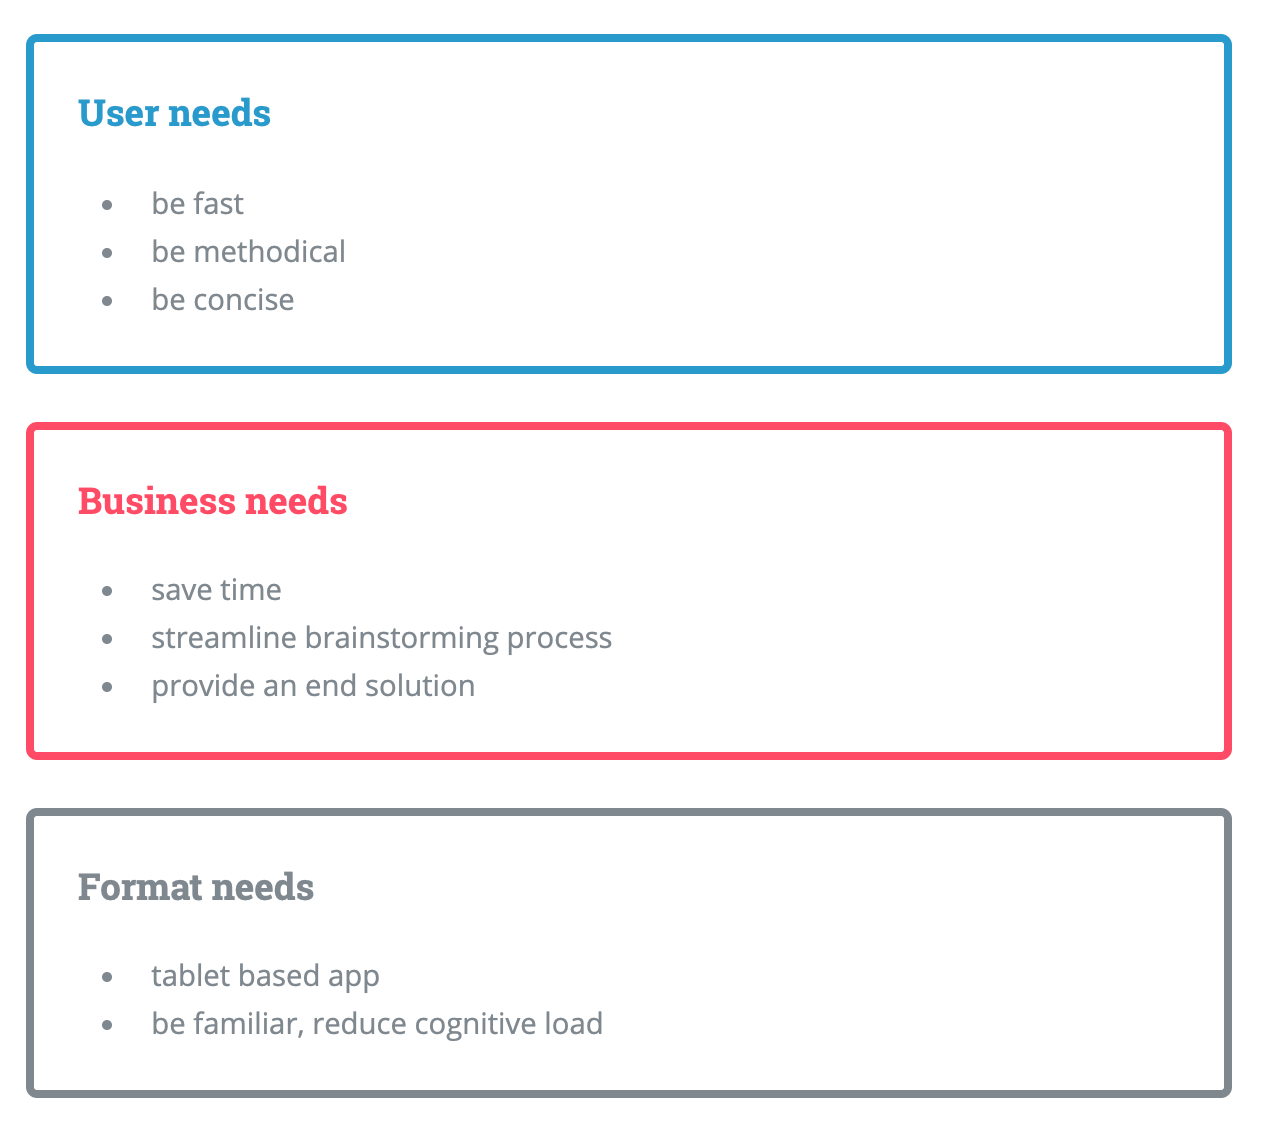 User needs
be fast
be methodical
be concise
Business needs
save time
streamline brainstorming process
provide an end solution
Format needs
tablet based app
be familiar, reduce cognitive load